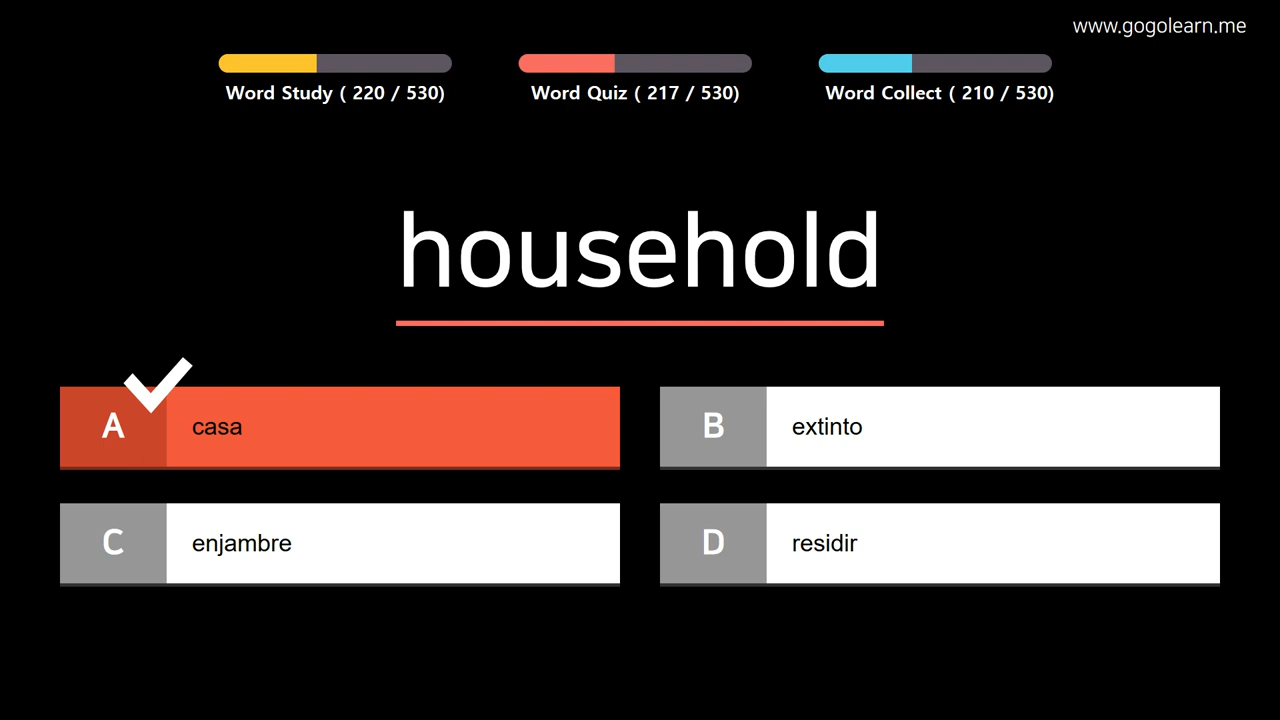 www.gogolearn.me
Word Study ( 220 / 530)
Word Quiz ( 217 / 530)
Word Collect ( 210 / 530)
household
A casa
B extinto
C enjambre
D residir